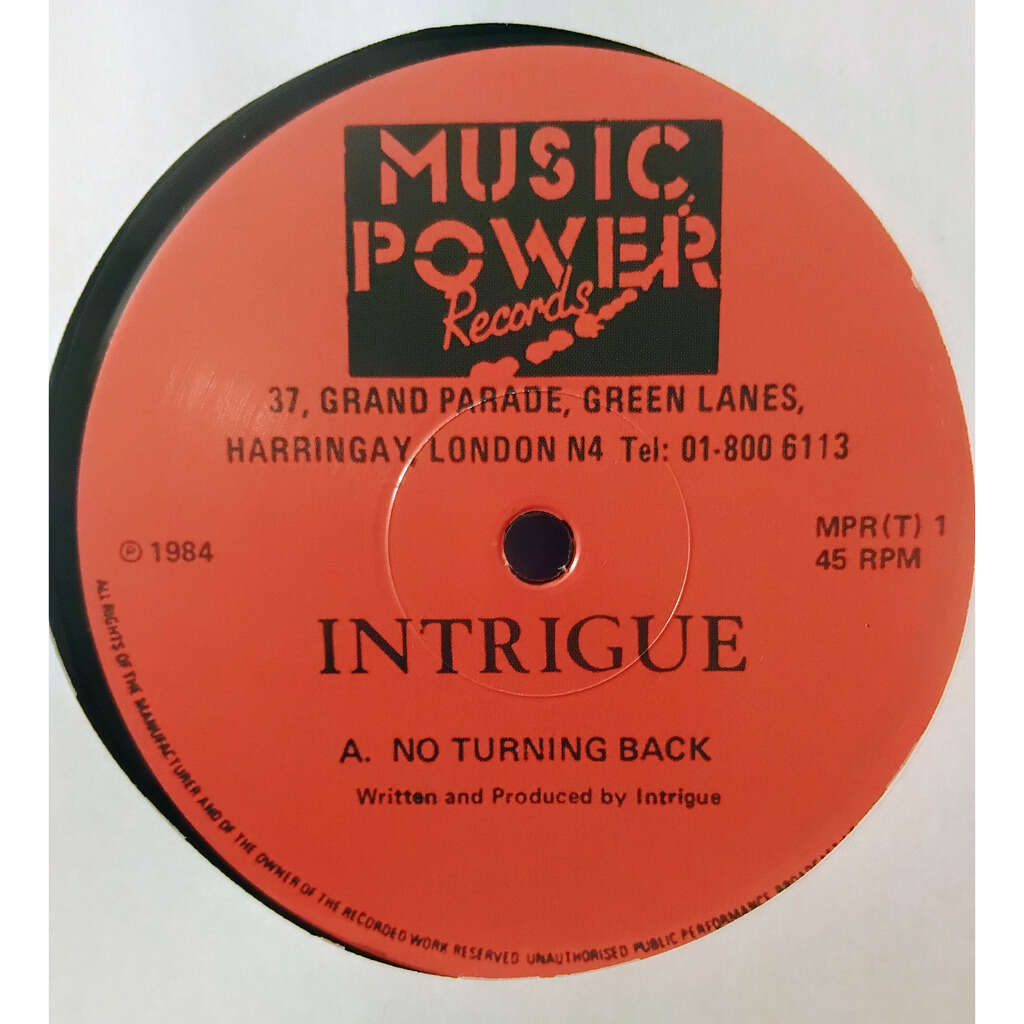 MUSIC
POWER
Records
37, GRAND PARADE, GREEN LANES,
HARRINGAY, LONDON N4 Tel: 01-800 6113
℗ 1984
MPR(T) 1
45 RPM
INTRIGUE
A. NO TURNING BACK
Written and Produced by Intrigue
ALL RIGHTS OF THE MANUFACTURER AND OF THE OWNER OF THE RECORDED WORK RESERVED UNAUTHORISED PUBLIC PERFORMANCE